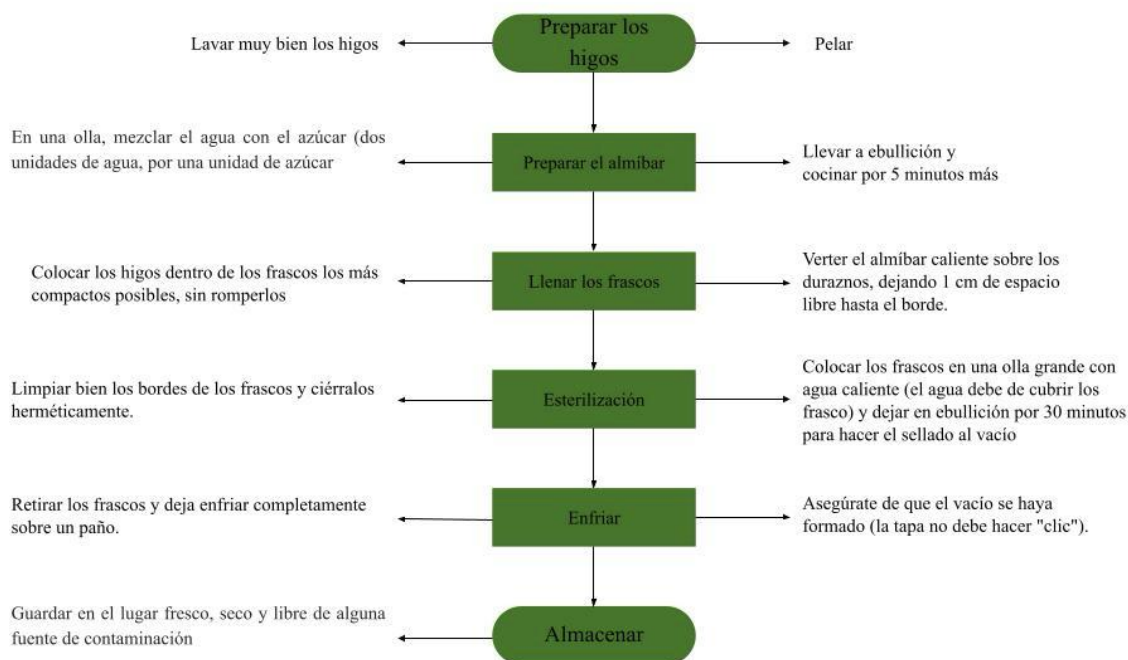 Preparar los
higos
Lavar muy bien los higos
Pelar
En una olla, mezclar el agua con el azúcar (dos
unidades de agua, por una unidad de azúcar
Preparar el almíbar
Llevar a ebullición y
cocinar por 5 minutos más
Colocar los higos dentro de los frascos los más
compactos posibles, sin romperlos
Llenar los frascos
Verter el almíbar caliente sobre los
duraznos, dejando 1 cm de espacio
libre hasta el borde.
Limpiar bien los bordes de los frascos y ciérralos
herméticamente.
Esterilización
Colocar los frascos en una olla grande con
agua caliente (el agua debe de cubrir los
frasco) y dejar en ebullición por 30 minutos
para hacer el sellado al vacío
Retirar los frascos y deja enfriar completamente
sobre un paño.
Enfriar
Asegúrate de que el vacío se haya
formado (la tapa no debe hacer "clic").
Guardar en el lugar fresco, seco y libre de alguna
fuente de contaminación
Almacenar